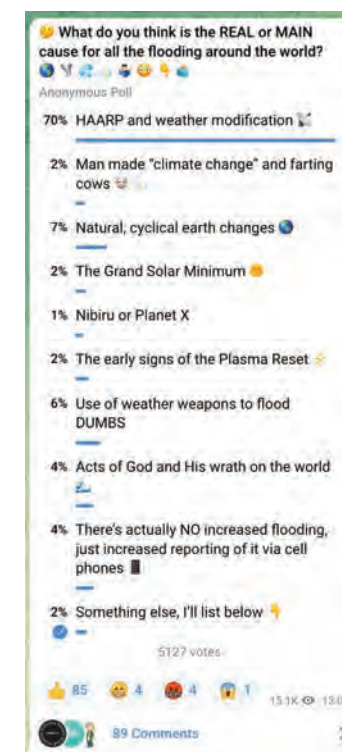 🤔 What do you think is the REAL or MAIN
cause for all the flooding around the world?
Anonymous Poll
70% HAARP and weather modification
2% Man made "climate change" and farting
cows
7% Natural, cyclical earth changes 🌎
2% The Grand Solar Minimum
1% Nibiru or Planet X
2% The early signs of the Plasma Reset
6% Use of weather weapons to flood
DUMBS
4% Acts of God and His wrath on the world
4% There's actually NO increased flooding,
just increased reporting of it via cell
phones
2% Something else, I'll list below 👇
5127 votes
👍 85 😁 4 🤬 4 😱 1
15.1K
89 Comments